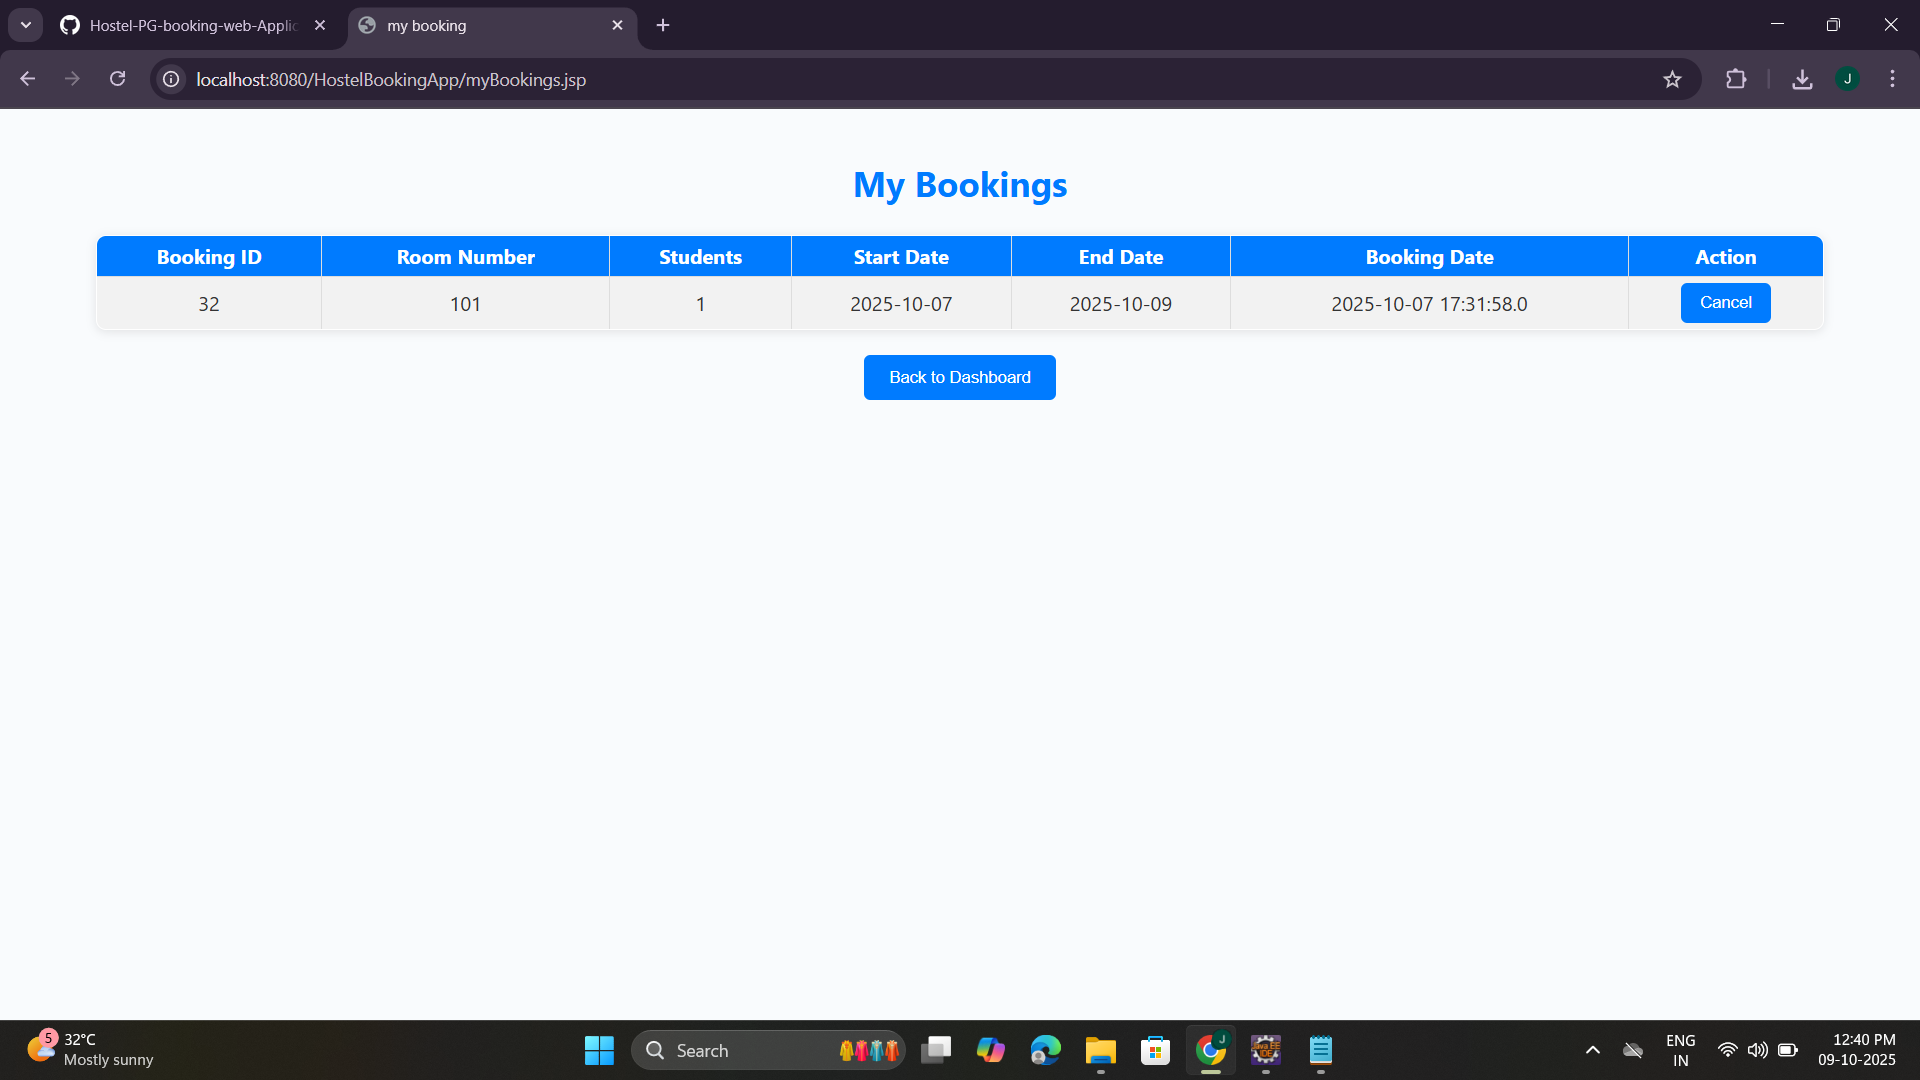 Hostel-PG-booking-web-Applic
my booking
localhost:8080/HostelBookingApp/myBookings.jsp
J
My Bookings
Booking ID Room Number Students Start Date End Date Booking Date Action
32 101 1 2025-10-07 2025-10-09 2025-10-07 17:31:58.0 Cancel
Back to Dashboard
5
32°C
Mostly sunny
Search
J
Java EE
IDE
ENG
IN
12:40 PM
09-10-2025